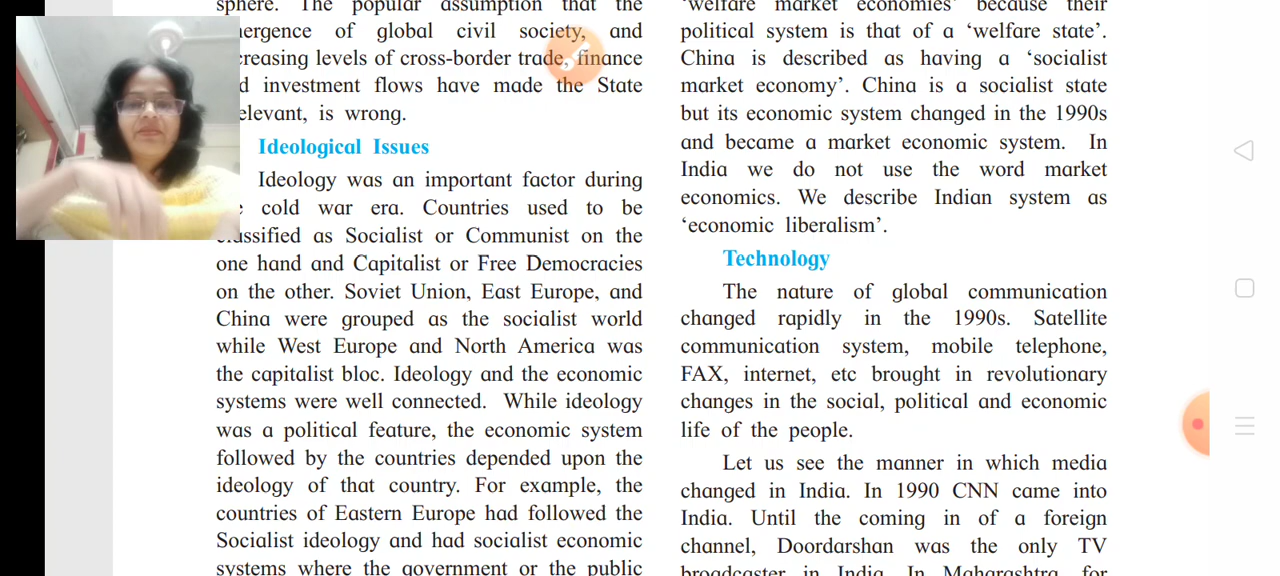 sphere. The popular assumption that the
mergence of global civil society, and
creasing levels of cross-border trade, finance
d investment flows have made the State
elevant, is wrong.
Ideological Issues
Ideology was an important factor during
cold war era. Countries used to be
classified as Socialist or Communist on the
one hand and Capitalist or Free Democracies
on the other. Soviet Union, East Europe, and
China were grouped as the socialist world
while West Europe and North America was
the capitalist bloc. Ideology and the economic
systems were well connected. While ideology
was a political feature, the economic system
followed by the countries depended upon the
ideology of that country. For example, the
countries of Eastern Europe had followed the
Socialist ideology and had socialist economic
systems where the government or the public
‘welfare market economies’ because their
political system is that of a ‘welfare state’.
China is described as having a ‘socialist
market economy’. China is a socialist state
but its economic system changed in the 1990s
and became a market economic system. In
India we do not use the word market
economics. We describe Indian system as
‘economic liberalism’.
Technology
The nature of global communication
changed rapidly in the 1990s. Satellite
communication system, mobile telephone,
FAX, internet, etc brought in revolutionary
changes in the social, political and economic
life of the people.
Let us see the manner in which media
changed in India. In 1990 CNN came into
India. Until the coming in of a foreign
channel, Doordarshan was the only TV
broadcaster in India. In Maharashtra, for